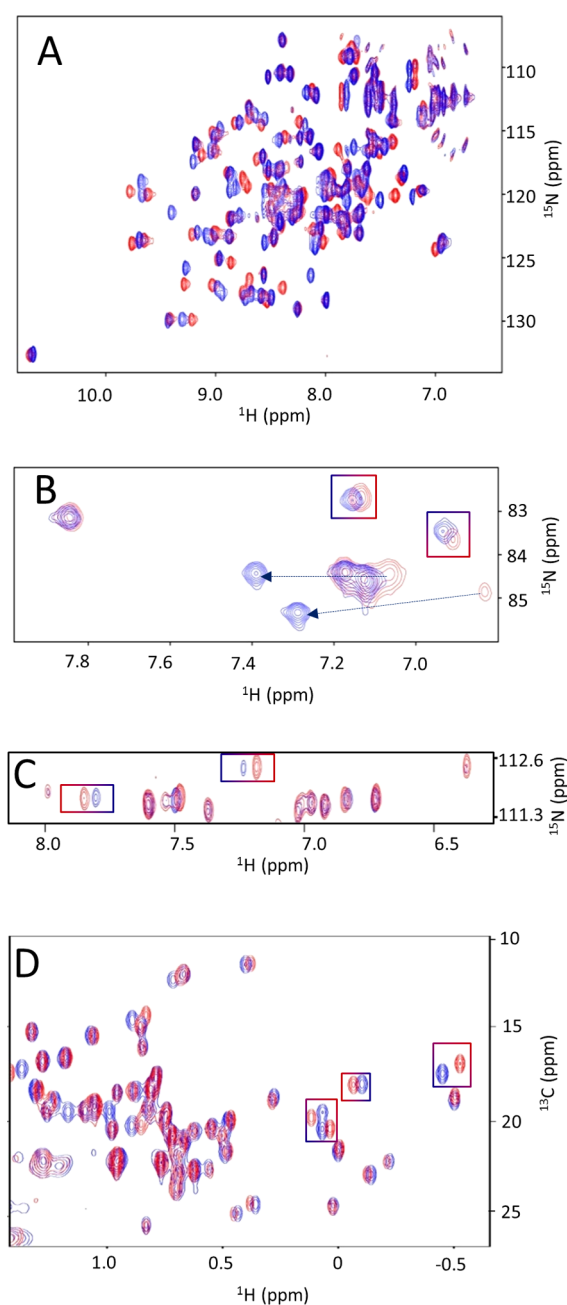 A
110
115
120
125
130
¹⁵N (ppm)
10.0 9.0 8.0 7.0
¹H (ppm)
B
83
84
85
¹⁵N (ppm)
7.8 7.6 7.4 7.2 7.0
¹H (ppm)
C
112.6
111.3
¹⁵N (ppm)
8.0 7.5 7.0 6.5
¹H (ppm)
D
10
15
20
25
¹³C (ppm)
1.0 0.5 0 -0.5
¹H (ppm)